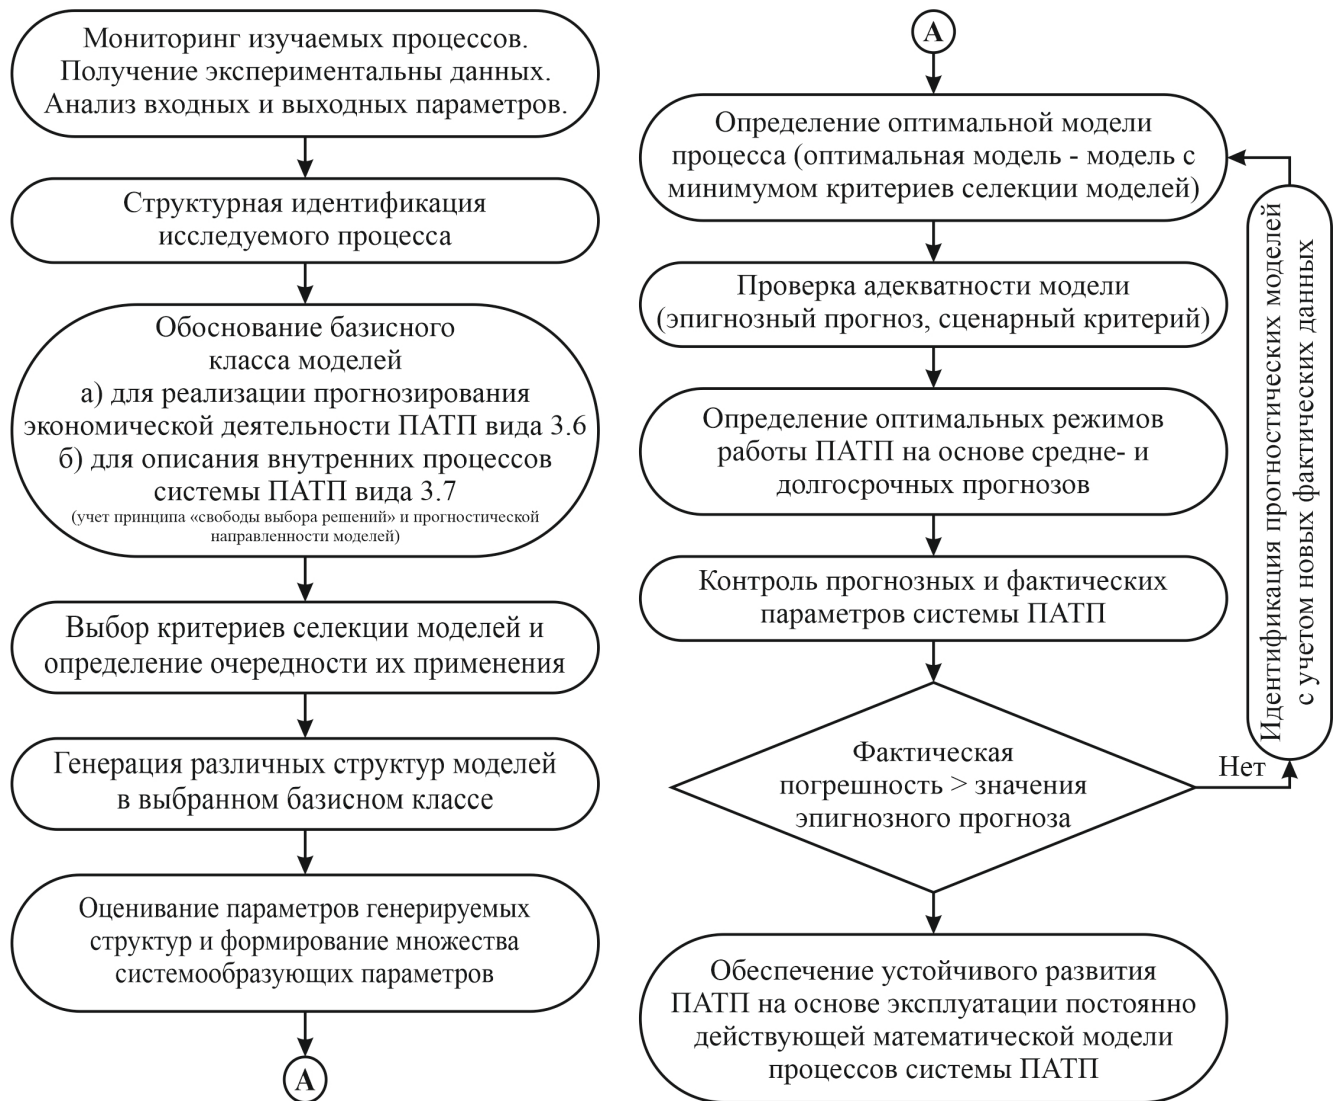 Мониторинг изучаемых процессов.
Получение экспериментальны данных.
Анализ входных и выходных параметров.
Структурная идентификация
исследуемого процесса
Обоснование базисного
класса моделей
а) для реализации прогнозирования
экономической деятельности ПАТП вида 3.6
б) для описания внутренних процессов
системы ПАТП вида 3.7
(учет принципа «свободы выбора решений» и прогностической
направленности моделей)
Выбор критериев селекции моделей и
определение очередности их применения
Генерация различных структур моделей
в выбранном базисном классе
Оценивание параметров генерируемых
структур и формирование множества
системообразующих параметров
А
А
Определение оптимальной модели
процесса (оптимальная модель - модель с
минимумом критериев селекции моделей)
Проверка адекватности модели
(эпигнозный прогноз, сценарный критерий)
Определение оптимальных режимов
работы ПАТП на основе средне- и
долгосрочных прогнозов
Контроль прогнозных и фактических
параметров системы ПАТП
Фактическая
погрешность > значения
эпигнозного прогноза
Нет
Идентификация прогностических моделей
с учетом новых фактических данных
Обеспечение устойчивого развития
ПАТП на основе эксплуатации постоянно
действующей математической модели
процессов системы ПАТП